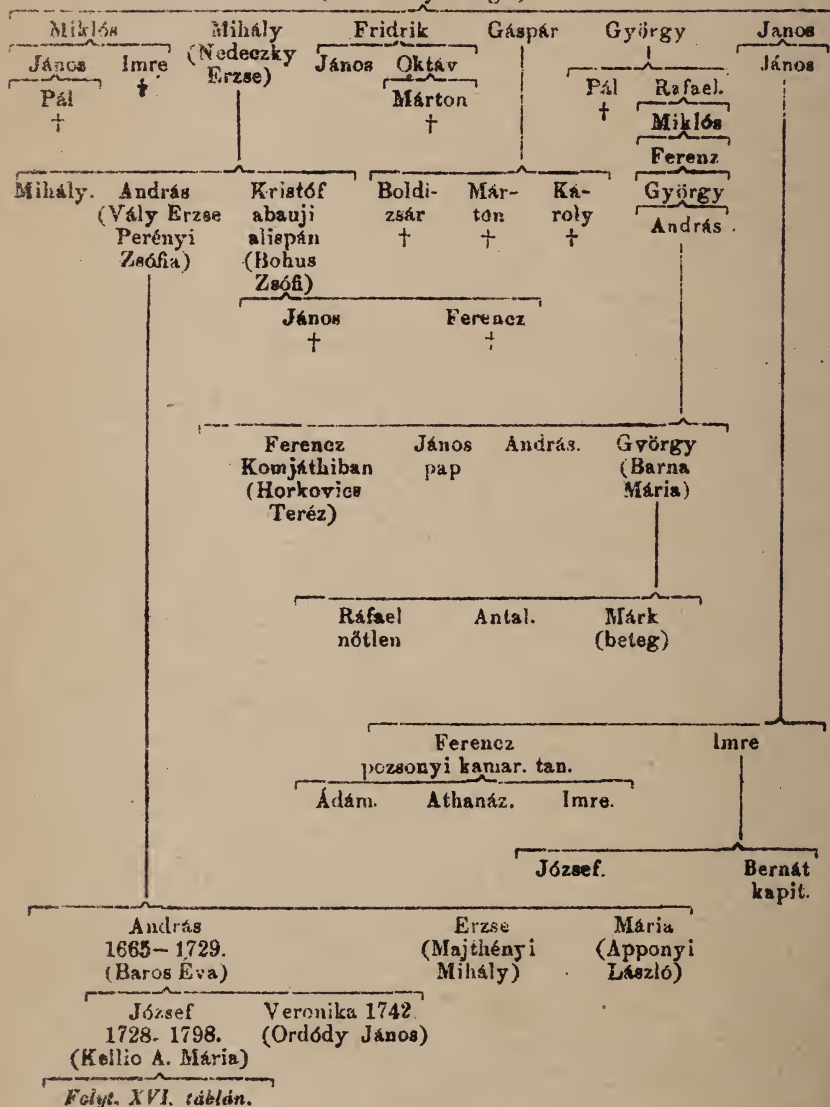 Miklós Mihály Fridrik Gáspár György Janos
(Nedeczky
Erzse)
János Imre János Oktáv Pál Rafael. János
† †
Pál Márton Miklós
† †
Ferenz
Mihály. András Kristóf Boldi- Már- Ká- György
(Vály Erzse abauji zsár ton roly András.
Perényi alispán † † †
Zsófia) (Bohus
Zsófi)
János Ferencz
† †
Ferencz János András. György
Komjáthiban pap (Barna
(Horkovics Mária)
Teréz)
Ráfael Antal. Márk
nőtlen (beteg)
Ferencz Imre
pozsonyi kamar. tan.
Ádám. Athanáz. Imre.
József. Bernát
kapit.
András Erzse Mária
1665–1729. (Majthényi (Apponyi
(Baros Éva) Mihály) László)
József Veronika 1742.
1728- 1798. (Ordódy János)
(Kellio A. Mária)
Folyt. XVI. táblán.